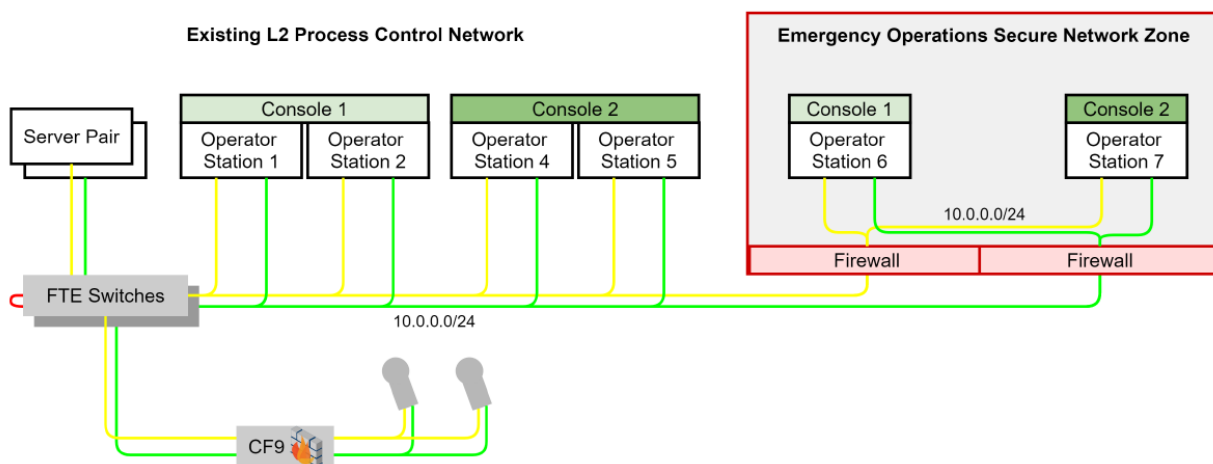 Existing L2 Process Control Network
Emergency Operations Secure Network Zone
Server Pair
Console 1
Operator
Station 1
Operator
Station 2
Console 2
Operator
Station 4
Operator
Station 5
Console 1
Operator
Station 6
Console 2
Operator
Station 7
10.0.0.0/24
Firewall
Firewall
FTE Switches
10.0.0.0/24
CF9